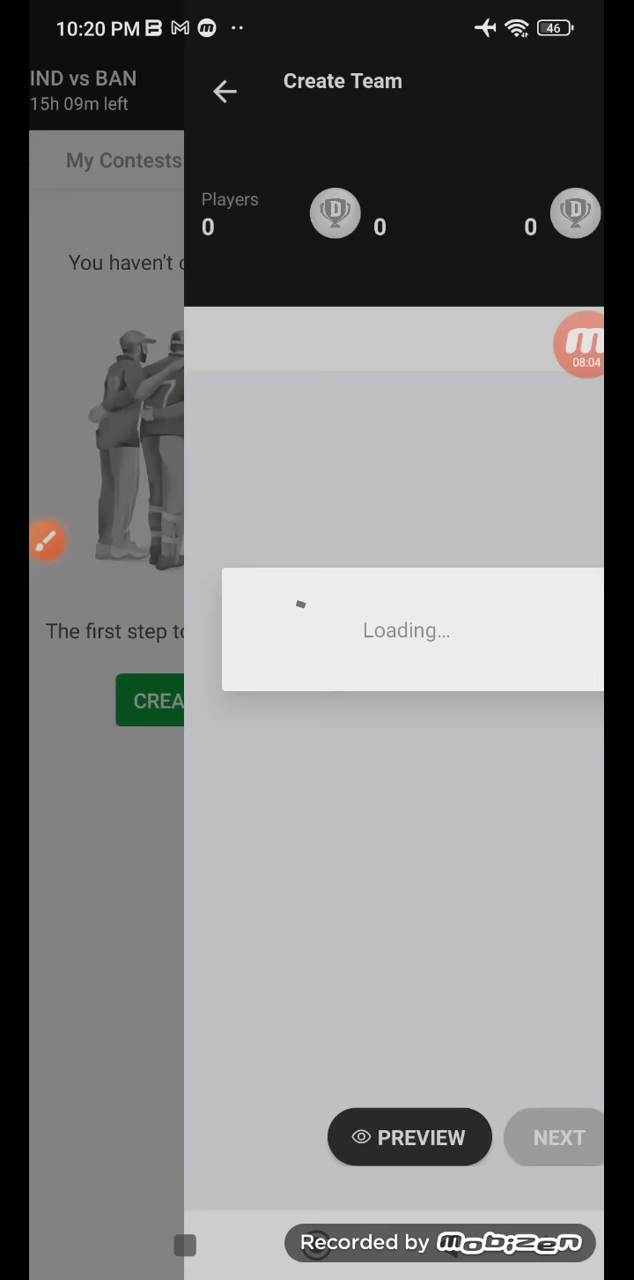 10:20 PM
46
IND vs BAN
15h 09m left
Create Team
My Contests
Players
0
0
0
D
D
You haven't
m
08:04
7
Loading...
The first step to
CREA
PREVIEW
NEXT
Recorded by mobizen